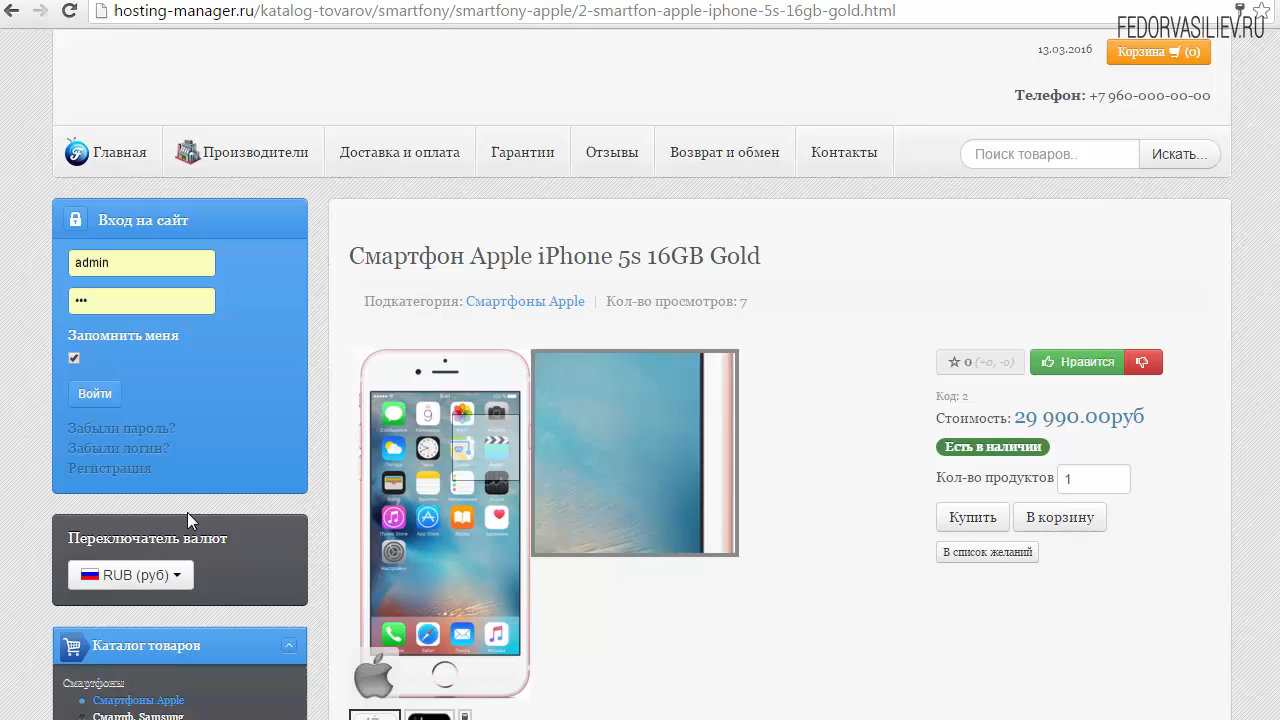 hosting-manager.ru/katalog-tovarov/smartfony/smartfony-apple/2-smartfon-apple-iphone-5s-16gb-gold.html
FEDORVASILIEV.RU
13.03.2016
Корзина (0)
Телефон: +7 960-000-00-00
Главная
Производители
Доставка и оплата
Гарантии
Отзывы
Возврат и обмен
Контакты
Поиск товаров..
Искать...
Вход на сайт
admin
•••
Запомнить меня
Войти
Забыли пароль?
Забыли логин?
Регистрация
Переключатель валют
RUB (руб)
Каталог товаров
Смартфоны
Смартфоны Apple
Смартф. Samsung
Смартфон Apple iPhone 5s 16GB Gold
Подкатегория: Смартфоны Apple
Кол-во просмотров: 7
0 (+0, -0)
Нравится
Код: 2
Стоимость: 29 990.00руб
Есть в наличии
Кол-во продуктов 1
Купить
В корзину
В список желаний